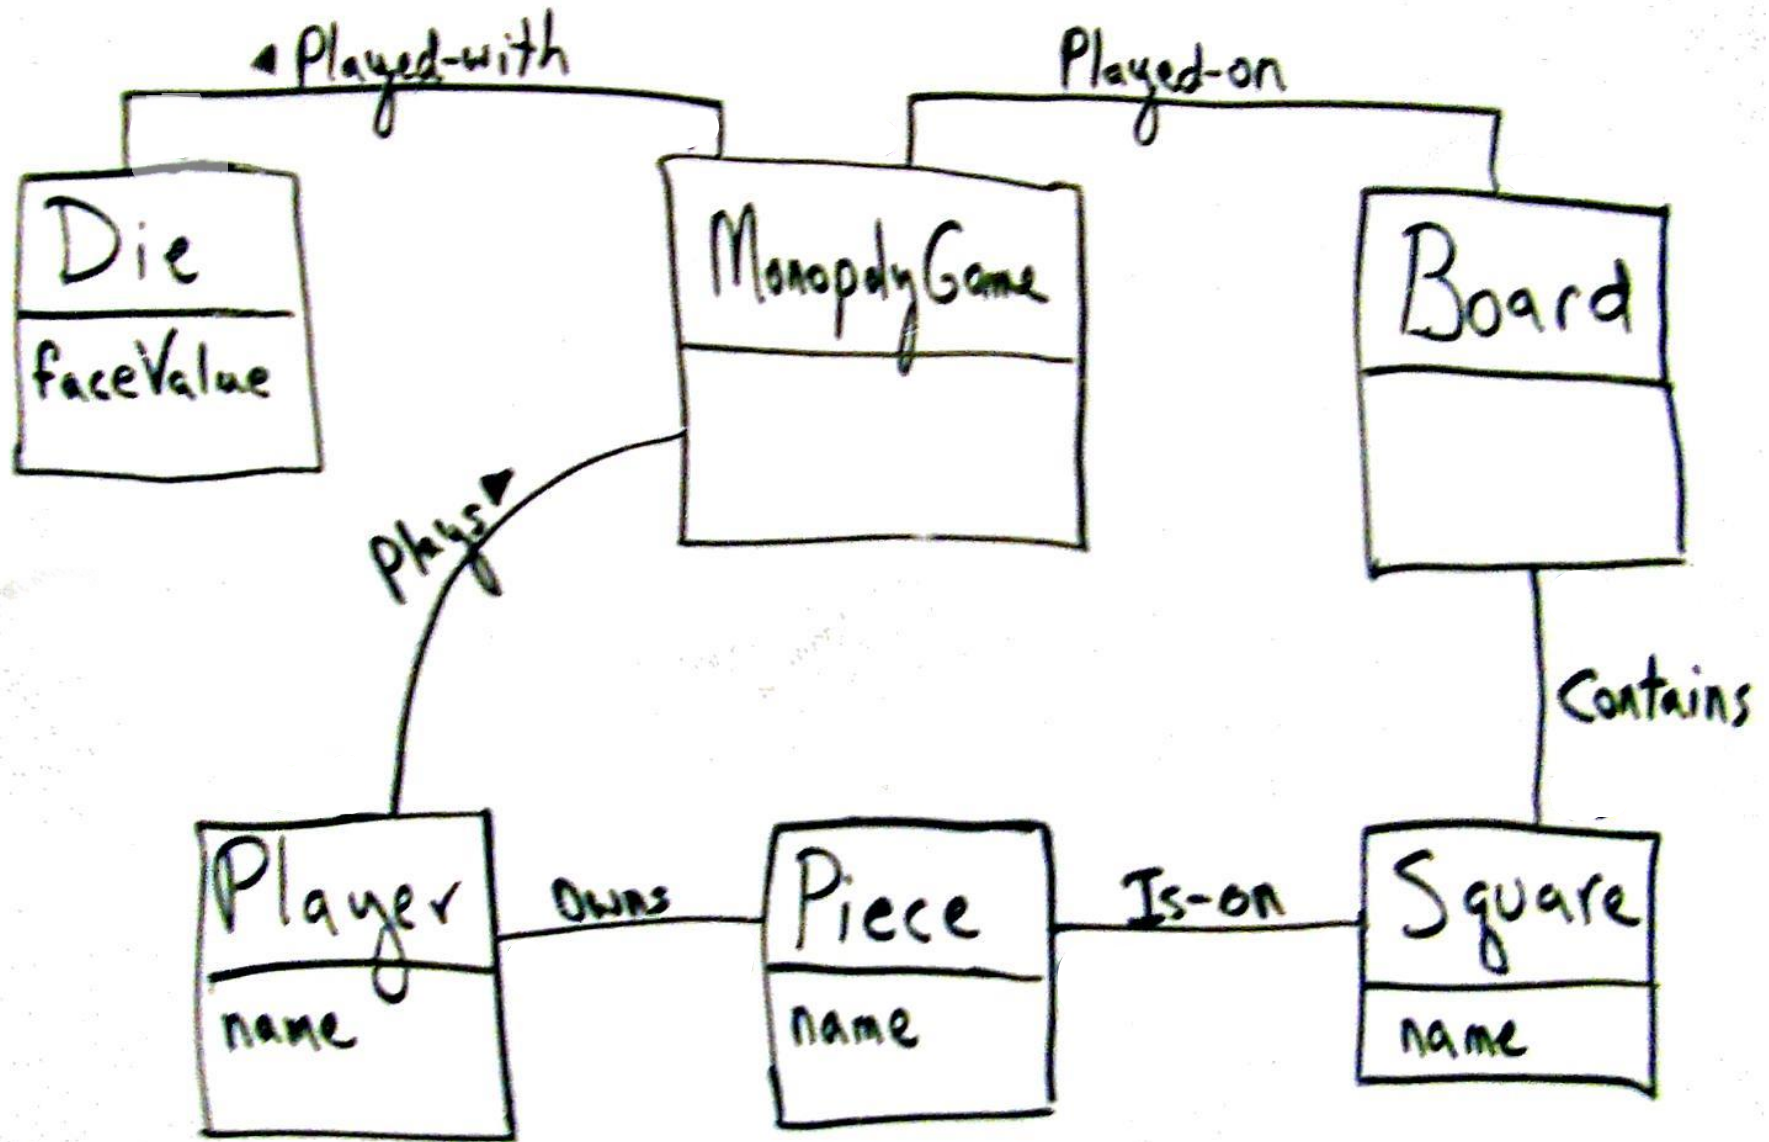 Played-with
Played-on
Die
faceValue
MonopolyGame
Board
Plays
Contains
Player
name
Owns
Piece
name
Is-on
Square
name